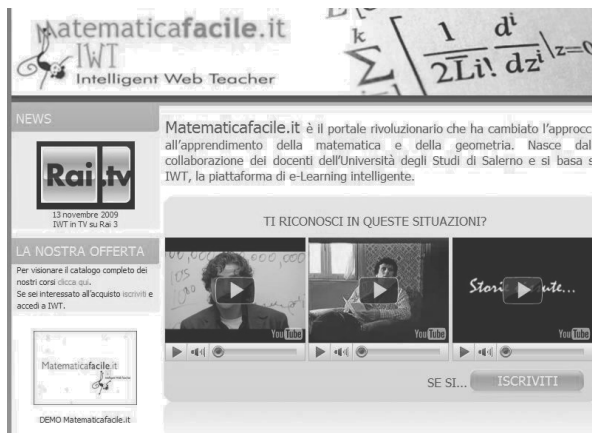 Matematicafacile.it
IWT
Intelligent Web Teacher
NEWS
Rai.tv
13 novembre 2009
IWT in TV su Rai 3
LA NOSTRA OFFERTA
Per visionare il catalogo completo dei
nostri corsi clicca qui.
Se sei interessato all'acquisto iscriviti e
accedi a IWT.
Matematicafacile.it
DEMO Matematicafacile.it
Matematicafacile.it è il portale rivoluzionario che ha cambiato l'approcc
all'apprendimento della matematica e della geometria. Nasce dal
collaborazione dei docenti dell'Università degli Studi di Salerno e si basa s
IWT, la piattaforma di e-Learning intelligente.
TI RICONOSCI IN QUESTE SITUAZIONI?
YouTube
YouTube
YouTube
SE SI... ISCRIVITI